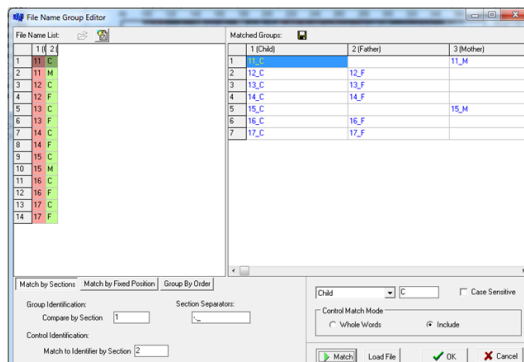 File Name Group Editor
File Name List:
Matched Groups:
1 ( 2 (
1 11 C
2 11 M
3 12 C
4 12 F
5 13 C
6 13 F
7 14 C
8 14 F
9 15 C
10 15 M
11 16 C
12 16 F
13 17 C
14 17 F
1 (Child) 2 (Father) 3 (Mother)
1 11_C 11_M
2 12_C 12_F
3 13_C 13_F
4 14_C 14_F
5 15_C 15_M
6 16_C 16_F
7 17_C 17_F
Match by Sections Match by Fixed Position Group By Order
Group Identification: Section Separators:
Compare by Section 1 -._
Control Identification:
Match to Identifier by Section 2
Child C Case Sensitive
Control Match Mode
Whole Words Include
Match Load File OK Cancel